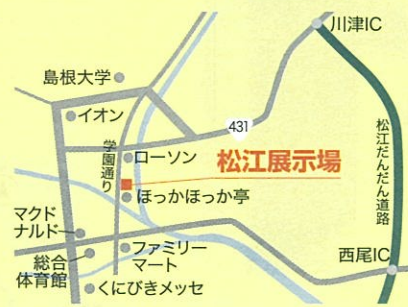 川津IC
島根大学
イオン
431
学園通り
ローソン
松江展示場
松江だんだん道路
ほっかほっか亭
マクド
ナルド
ファミリー
マート
総合
体育館
西尾IC
くにびきメッセ